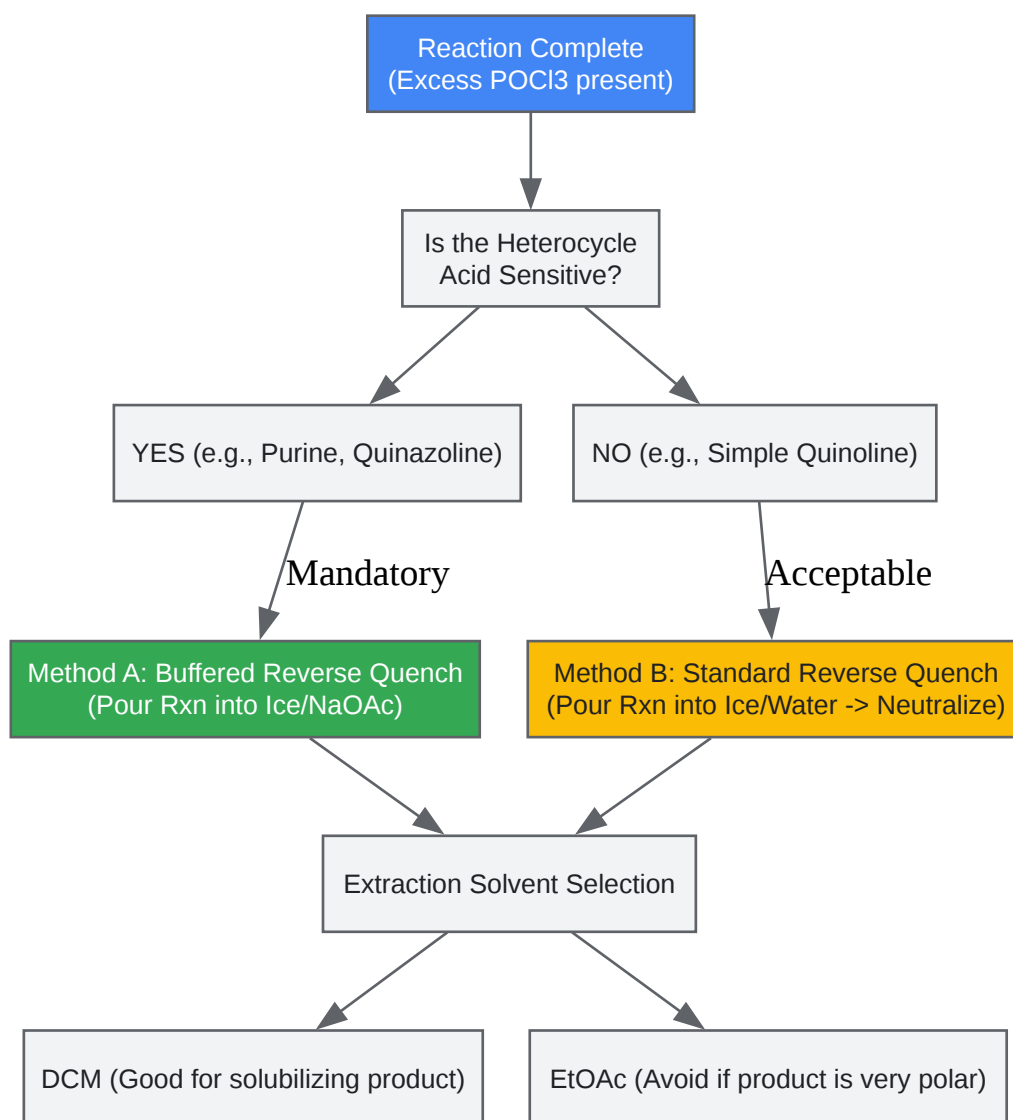 Reaction Complete
(Excess POCl3 present)
Is the Heterocycle
Acid Sensitive?
YES (e.g., Purine, Quinazoline)
NO (e.g., Simple Quinoline)
Mandatory
Acceptable
Method A: Buffered Reverse Quench
(Pour Rxn into Ice/NaOAc)
Method B: Standard Reverse Quench
(Pour Rxn into Ice/Water -> Neutralize)
Extraction Solvent Selection
DCM (Good for solubilizing product)
EtOAc (Avoid if product is very polar)